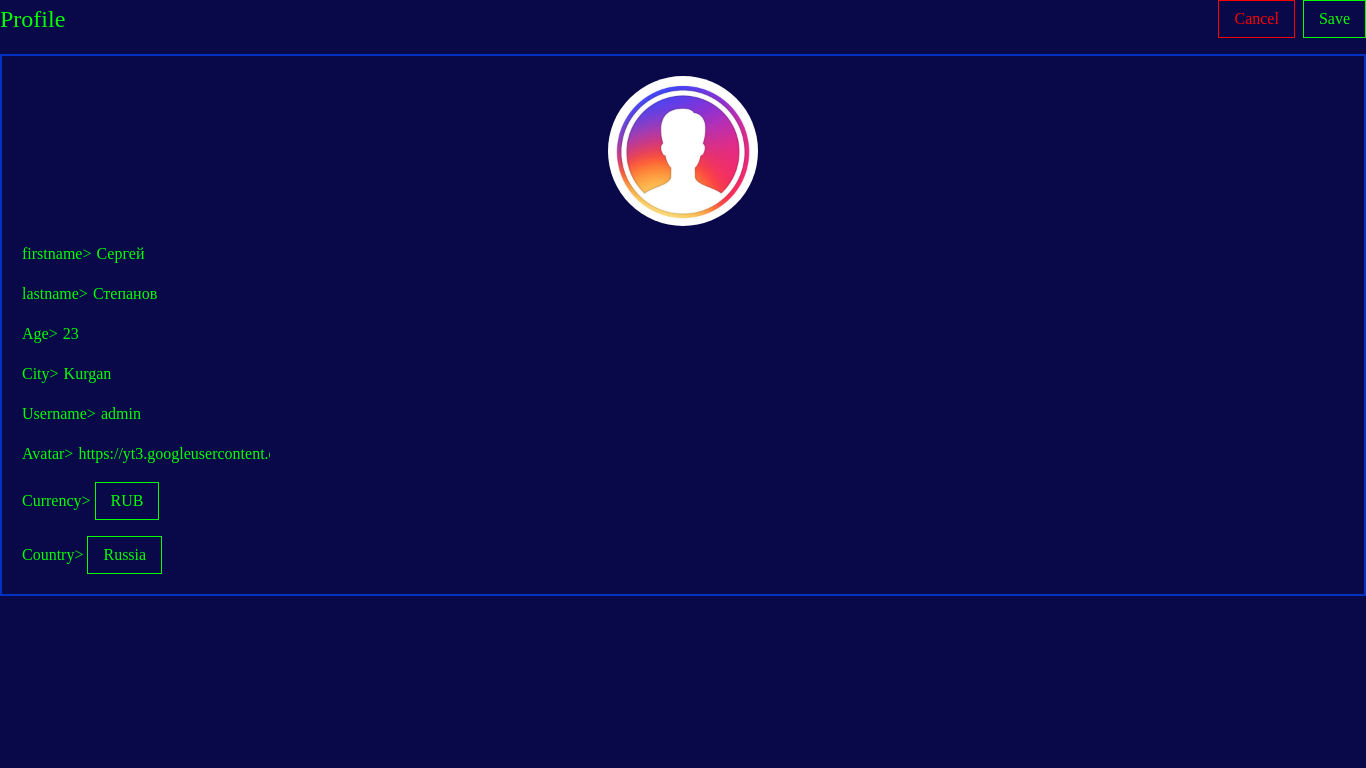 Profile
Cancel
Save
firstname> Сергей
lastname> Степанов
Age> 23
City> Kurgan
Username> admin
Avatar> https://yt3.googleusercontent.
Currency> RUB
Country> Russia